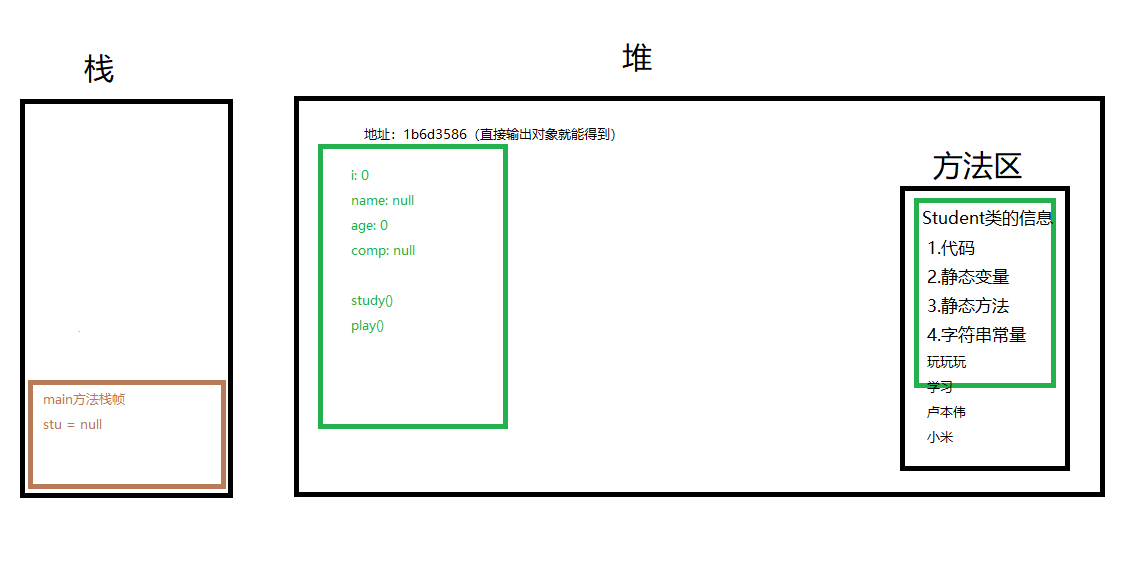 栈
堆
地址：1b6d3586（直接输出对象就能得到）
i: 0
name: null
age: 0
comp: null
study()
play()
main方法栈帧
stu = null
方法区
Student类的信息
1.代码
2.静态变量
3.静态方法
4.字符串常量
玩玩玩
学习
卢本伟
小米